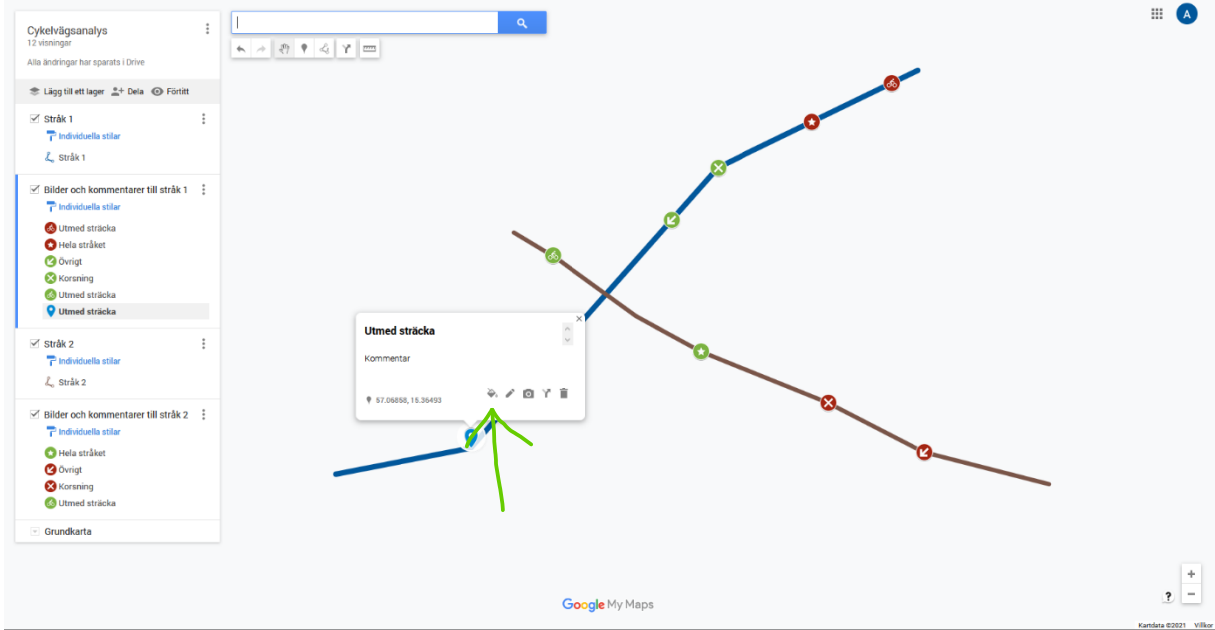 Cykelvägsanalys
12 visningar
Alla ändringar har sparats i Drive
Lägg till ett lager Dela Förtitt
Stråk 1
Individuella stilar
Stråk 1
Bilder och kommentarer till stråk 1
Individuella stilar
Utmed sträcka
Hela stråket
Övrigt
Korsning
Utmed sträcka
Utmed sträcka
Stråk 2
Individuella stilar
Stråk 2
Bilder och kommentarer till stråk 2
Individuella stilar
Hela stråket
Övrigt
Korsning
Utmed sträcka
Grundkarta
A
Utmed sträcka
Kommentar
57.06858, 15.36493
Google My Maps
Kartdata ©2021 Villkor